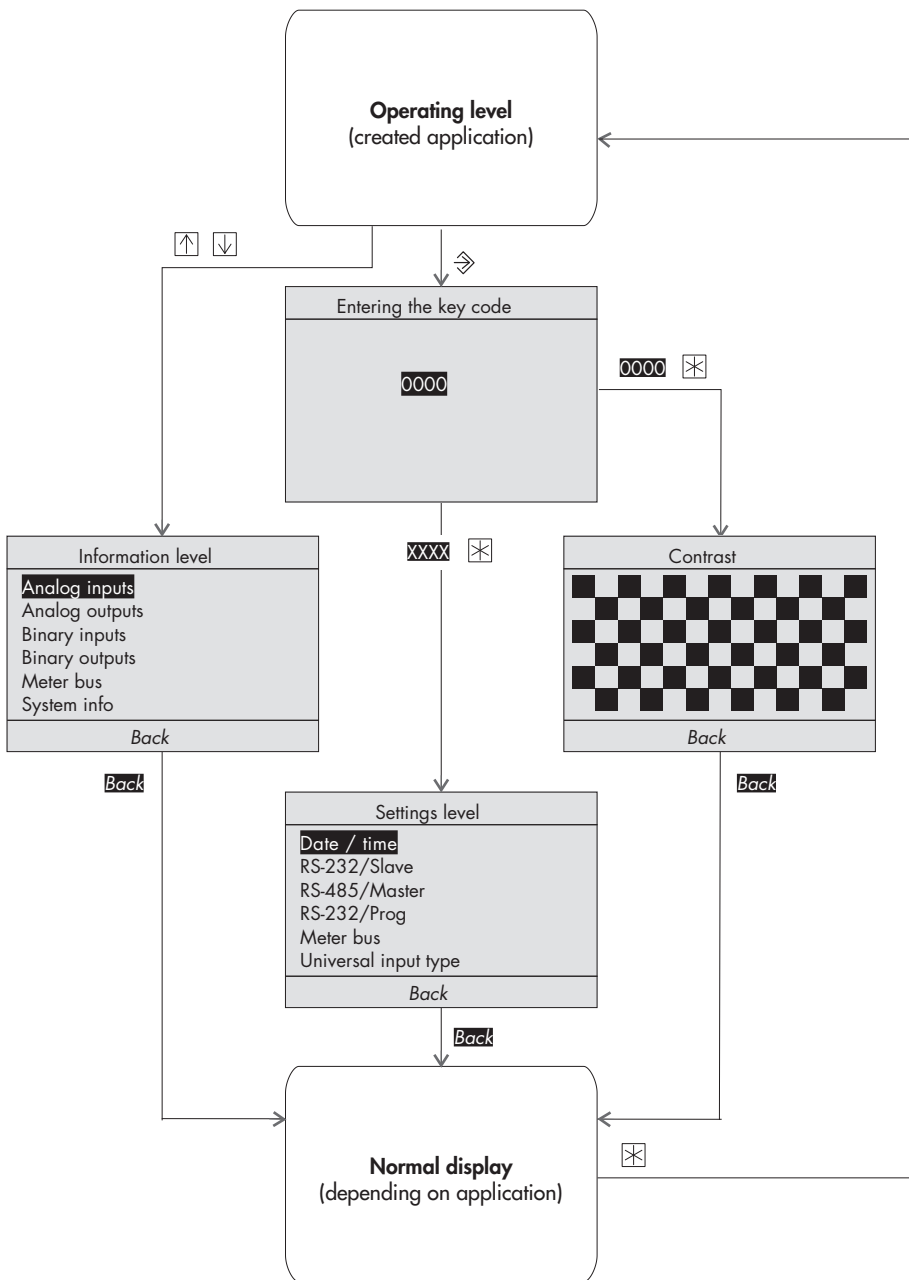 Operating level
(created application)
Entering the key code
0000
0000
XXXX
Information level
Analog inputs
Analog outputs
Binary inputs
Binary outputs
Meter bus
System info
Back
Back
Contrast
Back
Back
Settings level
Date / time
RS-232/Slave
RS-485/Master
RS-232/Prog
Meter bus
Universal input type
Back
Back
Normal display
(depending on application)